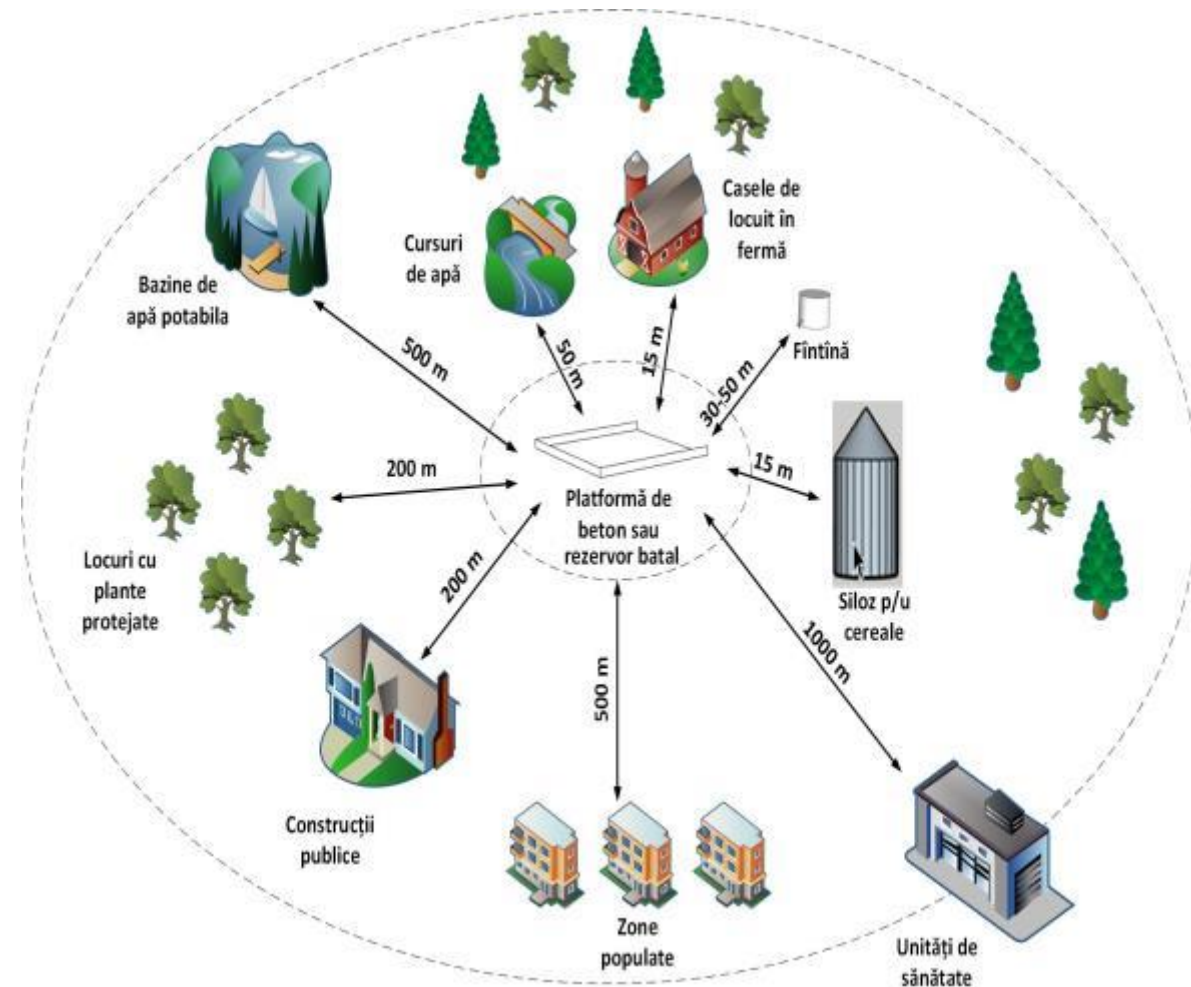 Bazine de
apă potabila
Cursuri
de apă
Casele de
locuit în
fermă
Fîntînă
500 m
50 m
15 m
30-50 m
200 m
15 m
Platformă de
beton sau
rezervor batal
Locuri cu
plante
protejate
200 m
Siloz p/u
cereale
500 m
1000 m
Construcții
publice
Zone
populate
Unități de
sănătate